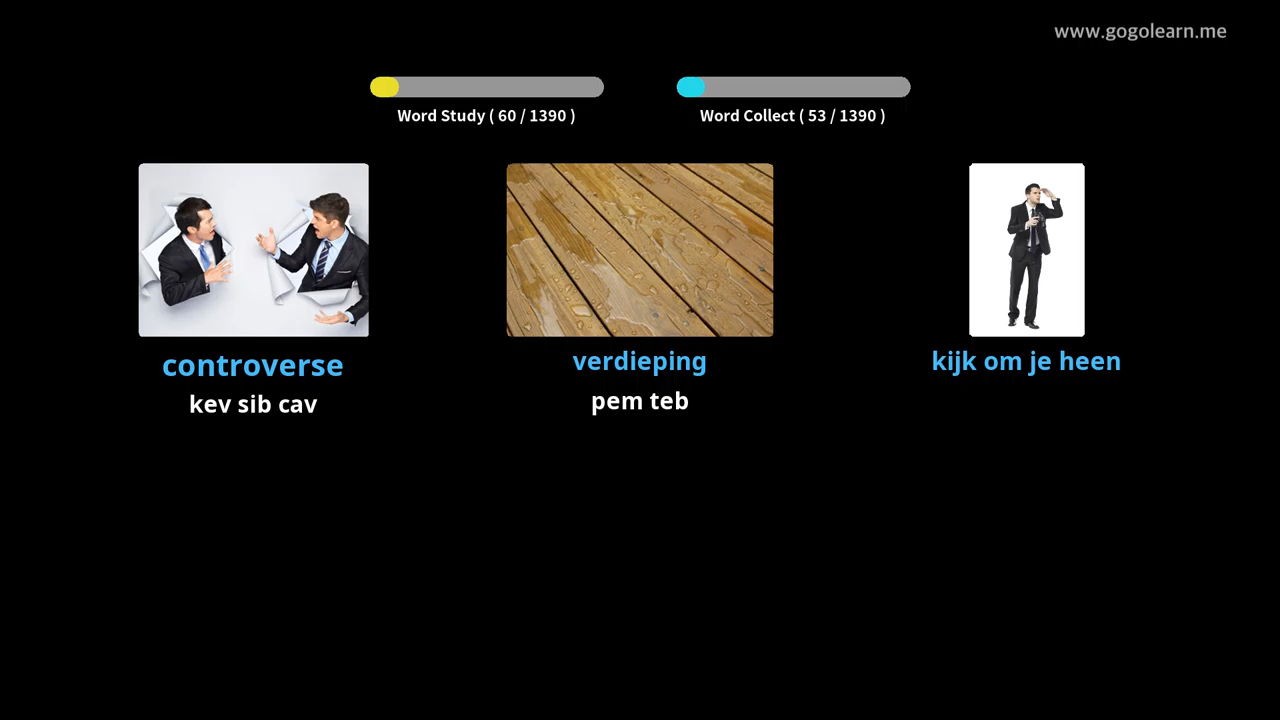 www.gogolearn.me
Word Study ( 60 / 1390 )
Word Collect ( 53 / 1390 )
controverse
kev sib cav
verdieping
pem teb
kijk om je heen